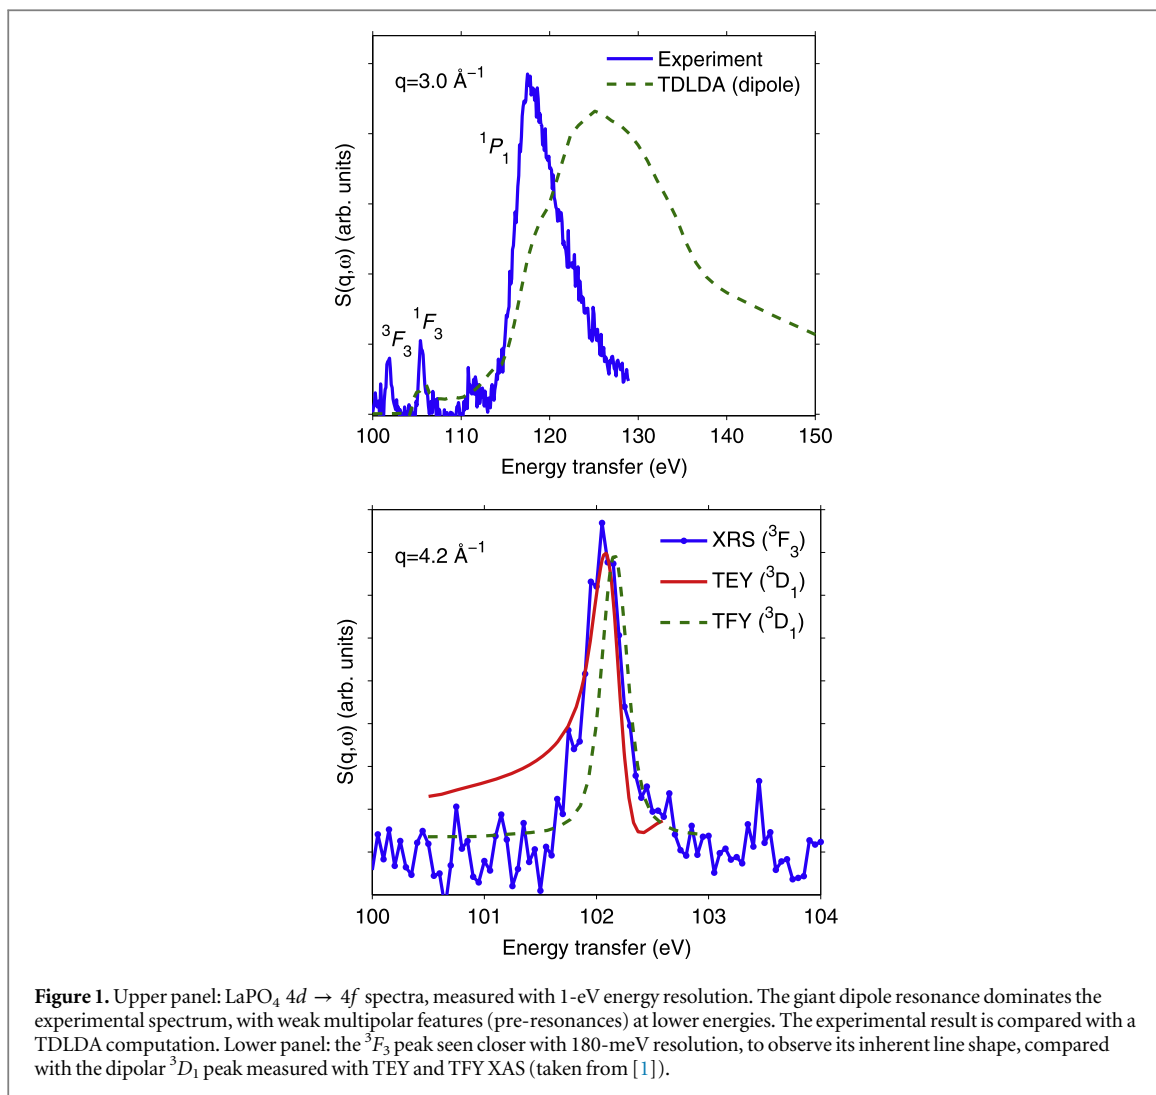 q=3.0 Å⁻¹
Experiment
TDLDA (dipole)
¹P₁
³F₃
¹F₃
S(q,ω) (arb. units)
100 110 120 130 140 150
Energy transfer (eV)
q=4.2 Å⁻¹
XRS (³F₃)
TEY (³D₁)
TFY (³D₁)
S(q,ω) (arb. units)
100 101 102 103 104
Energy transfer (eV)
Figure 1. Upper panel: LaPO₄ 4d → 4f spectra, measured with 1-eV energy resolution. The giant dipole resonance dominates the
experimental spectrum, with weak multipolar features (pre-resonances) at lower energies. The experimental result is compared with a
TDLDA computation. Lower panel: the ³F₃ peak seen closer with 180-meV resolution, to observe its inherent line shape, compared
with the dipolar ³D₁ peak measured with TEY and TFY XAS (taken from [1]).